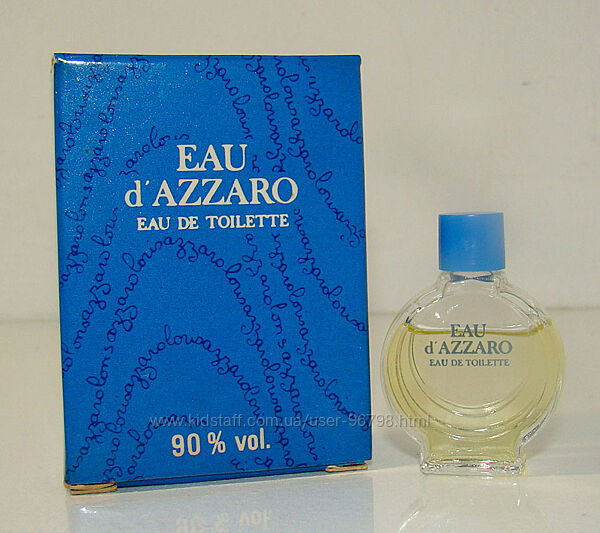 EAU
d'AZZARO
EAU DE TOILETTE
90 % vol.
EAU
d'AZZARO
EAU DE TOILETTE
www.kidstaff.com.ua/user-96798.html